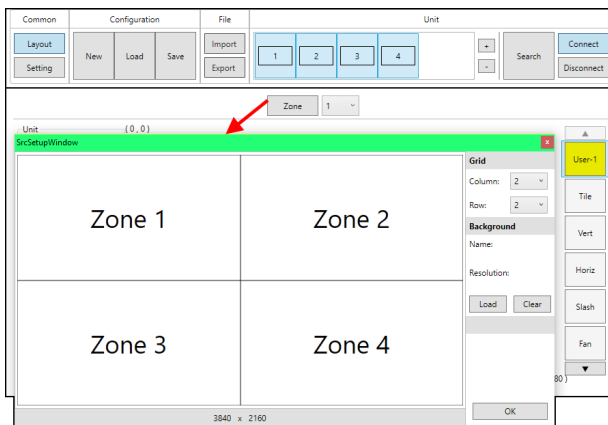 Common Configuration File Unit
Layout
Setting
New Load Save
Import
Export
1 2 3 4
+
-
Search
Connect
Disconnect
Zone 1
Unit ( 0 , 0 )
SrcSetupWindow x
Zone 1 Zone 2
Zone 3 Zone 4
3840 x 2160
Grid
Column: 2
Row: 2
Background
Name:
Resolution:
Load Clear
OK
User-1
Tile
Vert
Horiz
Slash
Fan
80 )